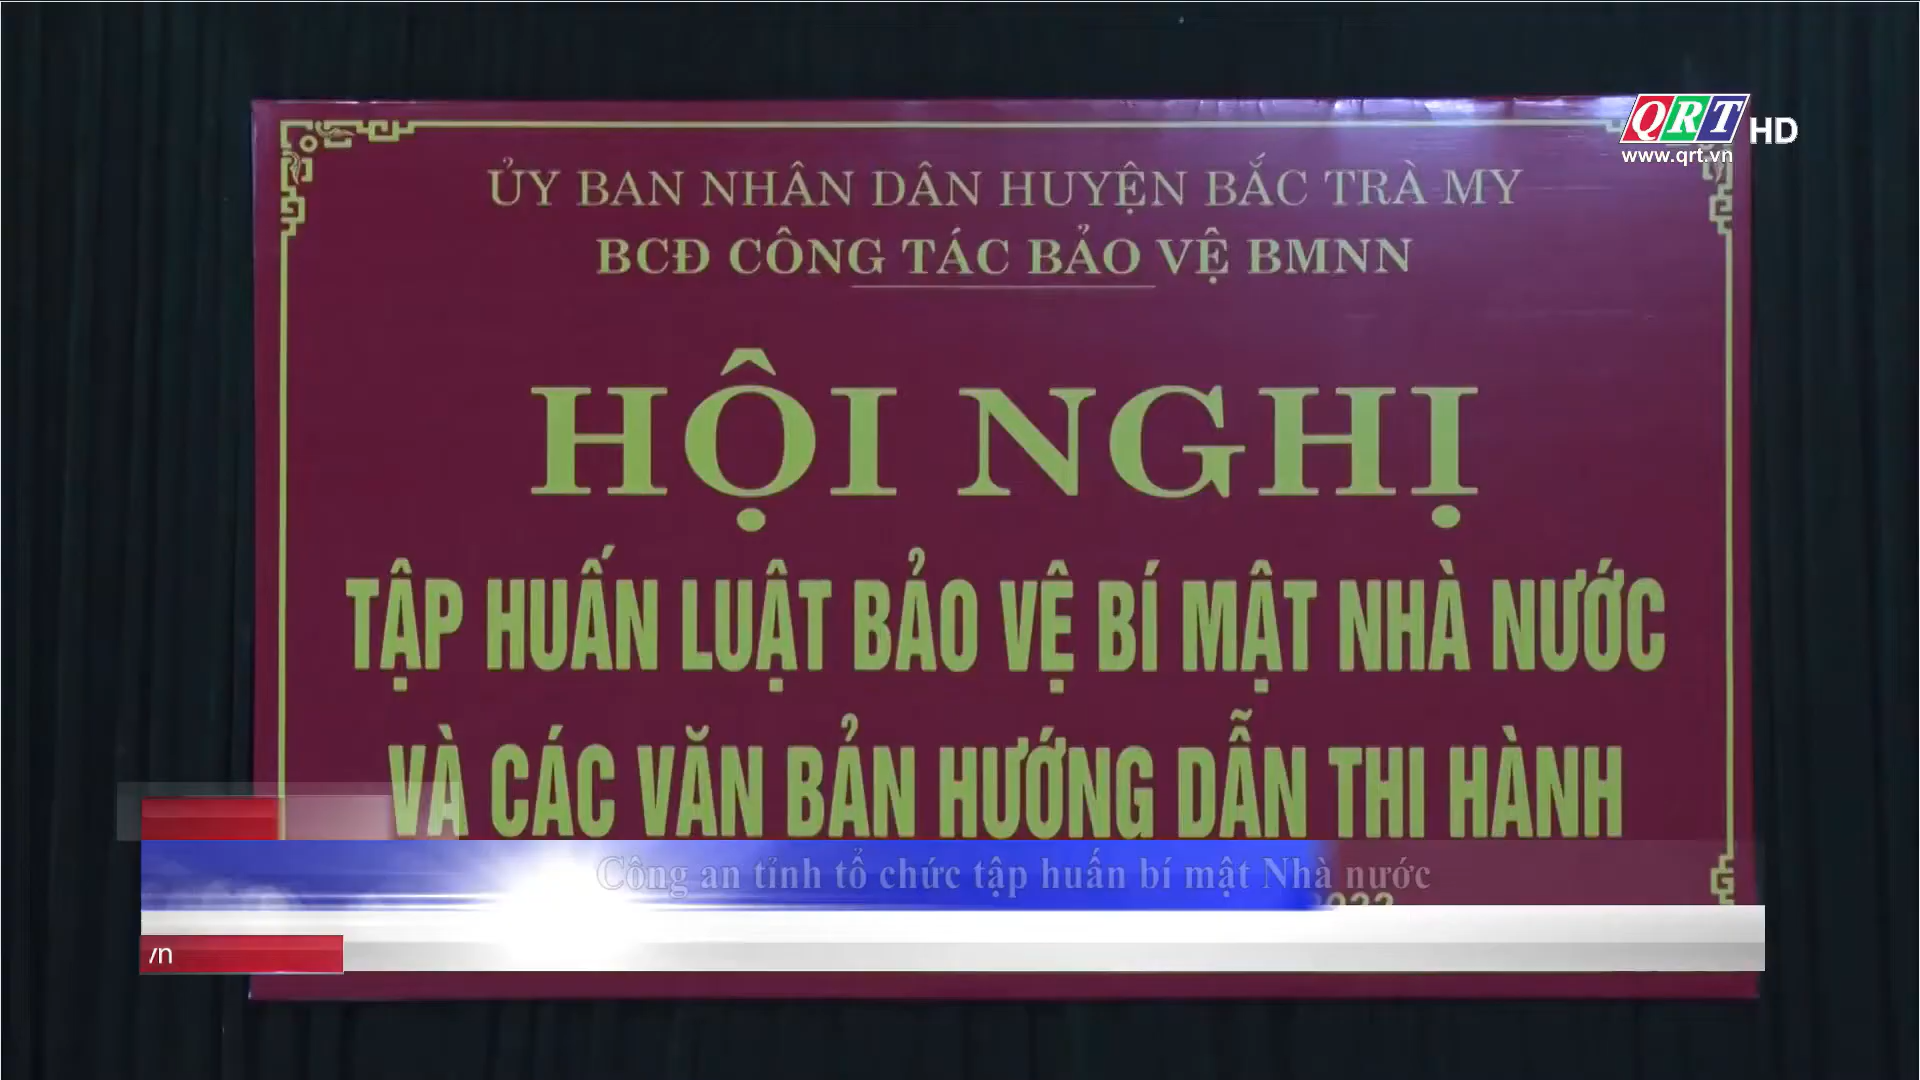 QRT HD
www.qrt.vn
ỦY BAN NHÂN DÂN HUYỆN BẮC TRÀ MY
BCĐ CÔNG TÁC BẢO VỆ BMNN
HỘI NGHỊ
TẬP HUẤN LUẬT BẢO VỆ BÍ MẬT NHÀ NƯỚC
VÀ CÁC VĂN BẢN HƯỚNG DẪN THI HÀNH
Công an tỉnh tổ chức tập huấn bí mật Nhà nước